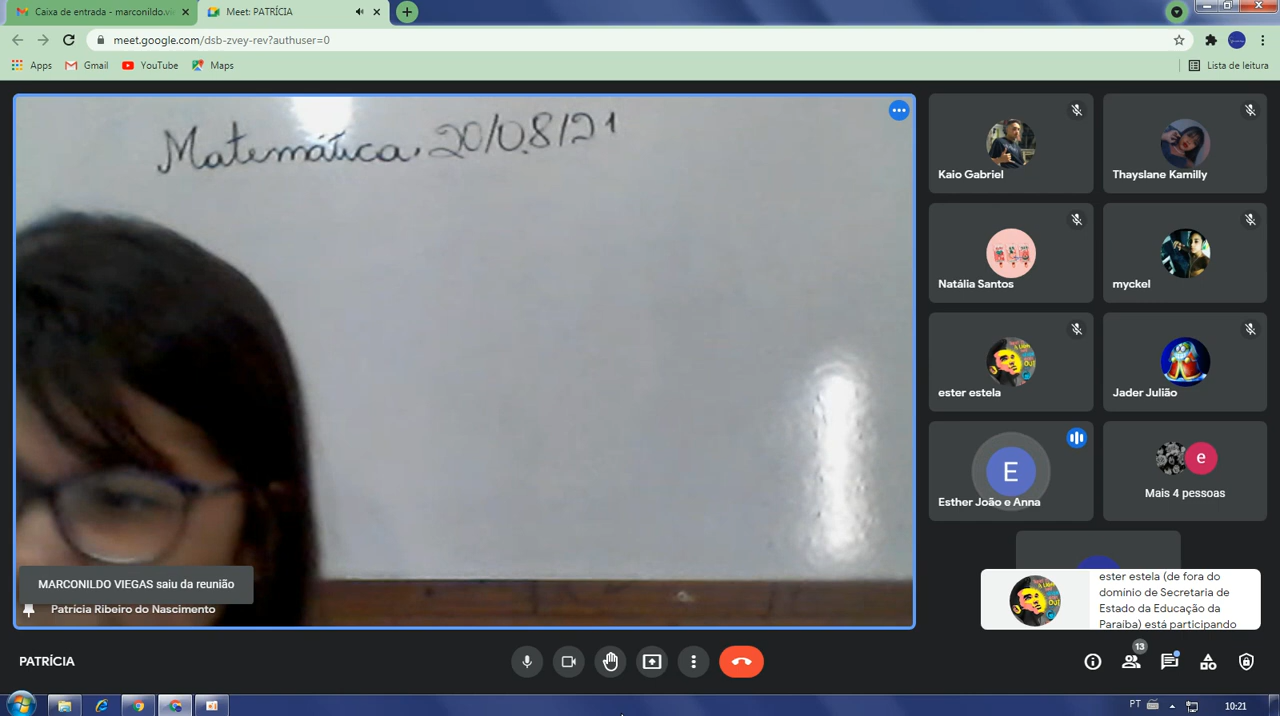 Caixa de entrada - marconildo.vie
Meet: PATRÍCIA
meet.google.com/dsb-zvey-rev?authuser=0
Apps
Gmail
YouTube
Maps
Lista de leitura
Matemática. 20/08/21
Kaio Gabriel
Thayslane Kamilly
Natália Santos
myckel
ester estela
Jader Julião
E
Esther João e Anna
e
Mais 4 pessoas
MARCONILDO VIEGAS saiu da reunião
Patrícia Ribeiro do Nascimento
ester estela (de fora do
domínio de Secretaria de
Estado da Educação da
Paraíba) está participando
PATRÍCIA
13
PT
10:21